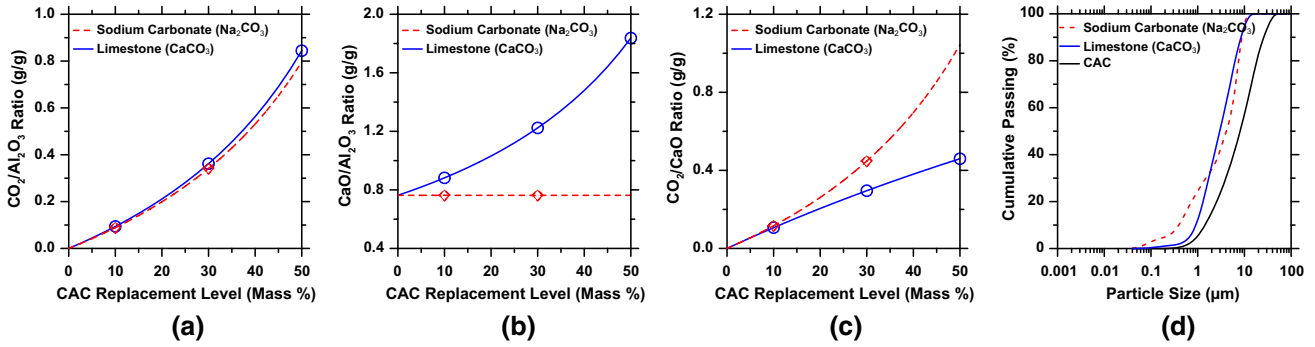 CO₂/Al₂O₃ Ratio (g/g)
1.0
0.8
0.6
0.4
0.2
0.0
Sodium Carbonate (Na₂CO₃)
Limestone (CaCO₃)
0 10 20 30 40 50
CAC Replacement Level (Mass %)
(a)
CaO/Al₂O₃ Ratio (g/g)
2.0
1.6
1.2
0.8
0.4
Sodium Carbonate (Na₂CO₃)
Limestone (CaCO₃)
0 10 20 30 40 50
CAC Replacement Level (Mass %)
(b)
CO₂/CaO Ratio (g/g)
1.2
0.8
0.4
0.0
Sodium Carbonate (Na₂CO₃)
Limestone (CaCO₃)
0 10 20 30 40 50
CAC Replacement Level (Mass %)
(c)
Cumulative Passing (%)
100
80
60
40
20
0
Sodium Carbonate (Na₂CO₃)
Limestone (CaCO₃)
CAC
0.001 0.01 0.1 1 10 100
Particle Size (µm)
(d)